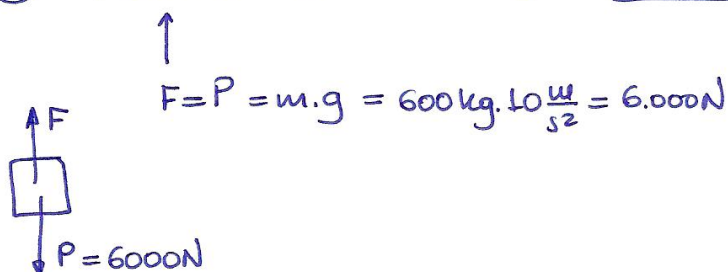 F=P = m.g = 600 kg. 10 m/s² = 6.000N
F
P = 6000N